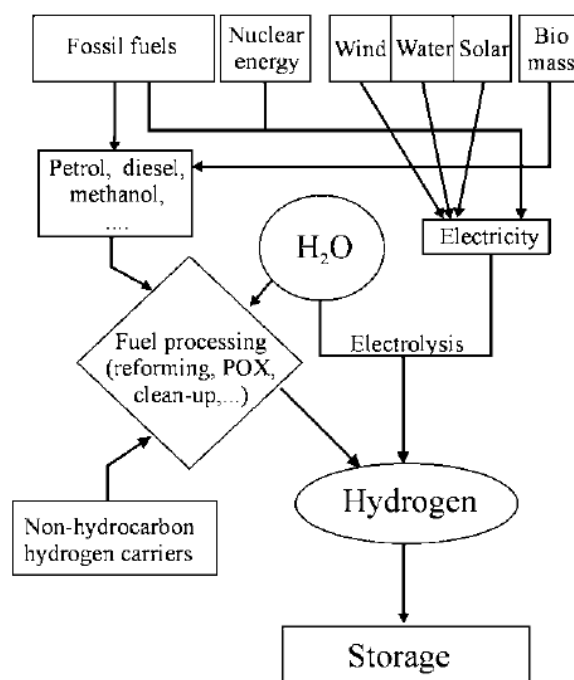 Fossil fuels
Nuclear
energy
Wind
Water
Solar
Bio
mass
Petrol, diesel,
methanol,
....
H₂O
Electricity
Fuel processing
(reforming, POX,
clean-up,...)
Electrolysis
Hydrogen
Non-hydrocarbon
hydrogen carriers
Storage